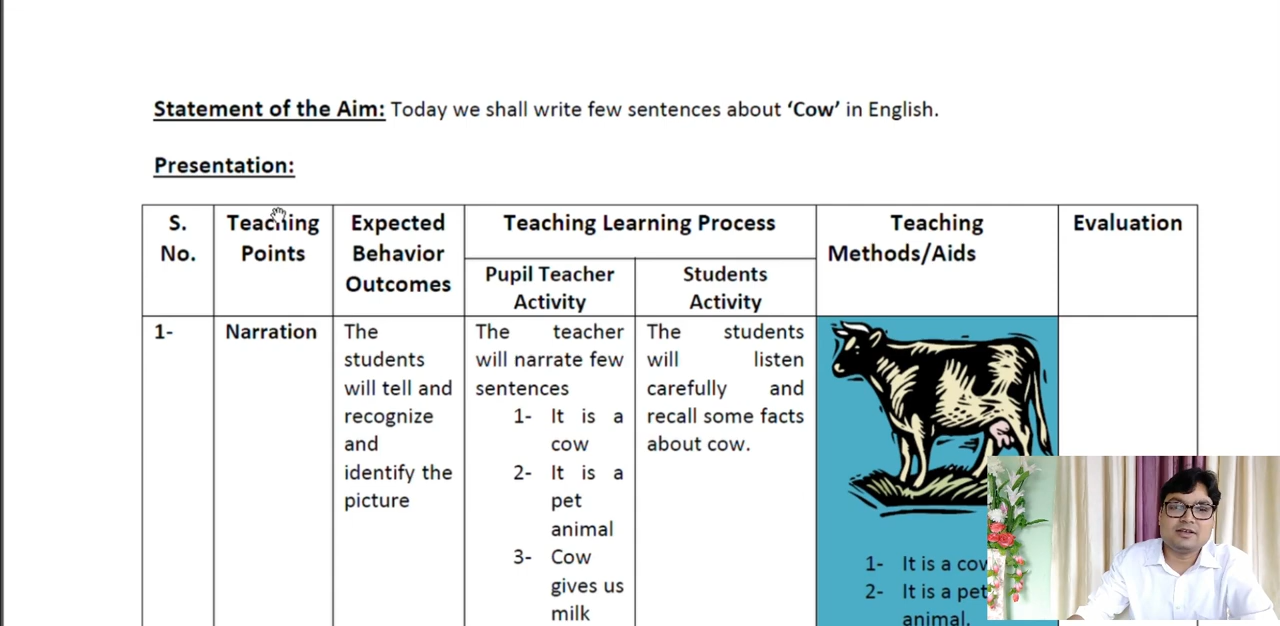 Statement of the Aim: Today we shall write few sentences about ‘Cow’ in English.
Presentation:
S. No.
Teaching Points
Expected Behavior Outcomes
Teaching Learning Process
Teaching Methods/Aids
Evaluation
Pupil Teacher Activity
Students Activity
1-
Narration
The
students
will tell and
recognize
and
identify the
picture
The teacher
will narrate few
sentences
1- It is a
cow
2- It is a
pet
animal
3- Cow
gives us
milk
The students
will listen
carefully and
recall some facts
about cow.
1- It is a cow
2- It is a pet
animal.